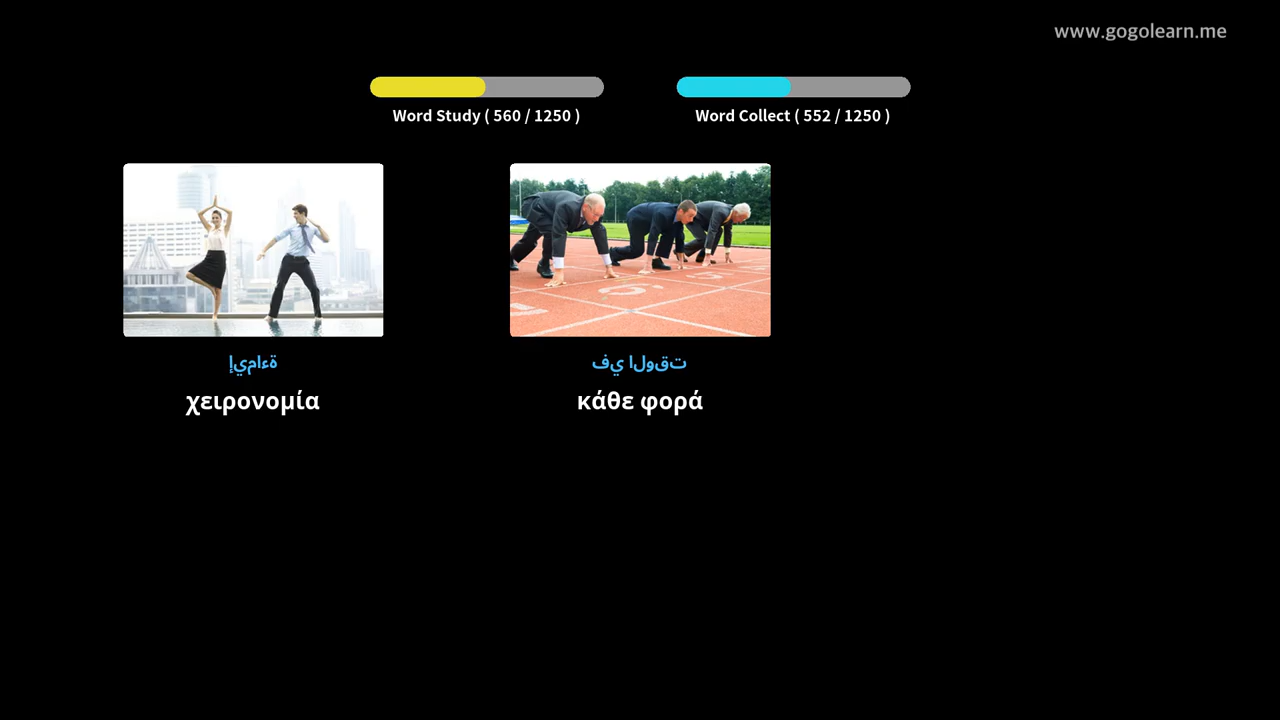 www.gogolearn.me
Word Study ( 560 / 1250 )
Word Collect ( 552 / 1250 )
إيماءة
χειρονομία
في الوقت
κάθε φορά